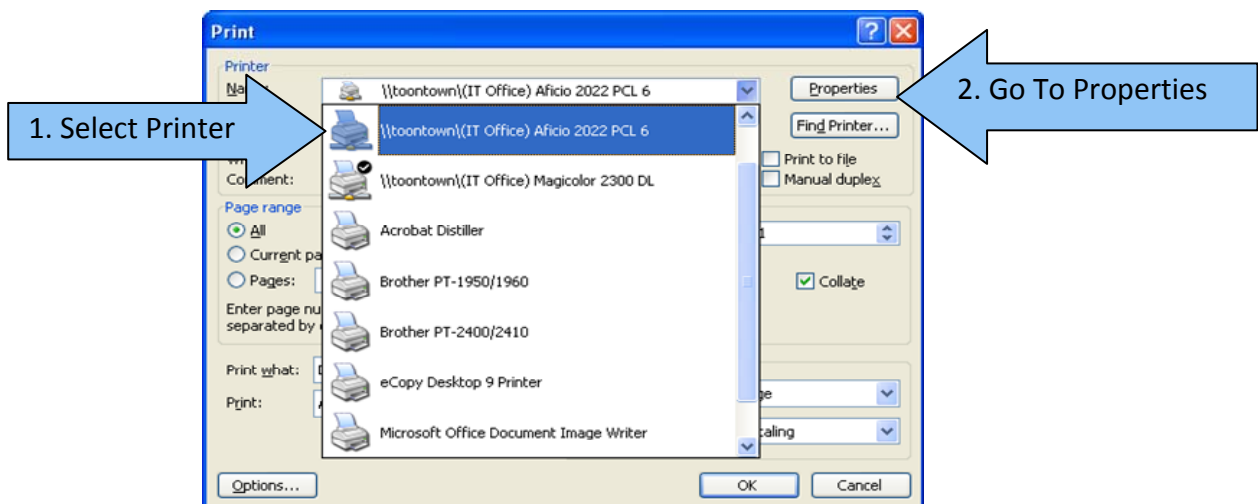 Print
Printer
\\toontown\(IT Office) Aficio 2022 PCL 6
Properties
2. Go To Properties
1. Select Printer
\\toontown\(IT Office) Aficio 2022 PCL 6
Find Printer...
Print to file
Comment:
\\toontown\(IT Office) Magicolor 2300 DL
Manual duplex
Page range
All
Acrobat Distiller
1
Current
Pages:
Brother PT-1950/1960
Collate
Enter page
separated by
Brother PT-2400/2410
Print what:
eCopy Desktop 9 Printer
Print:
Microsoft Office Document Image Writer
Options...
OK
Cancel